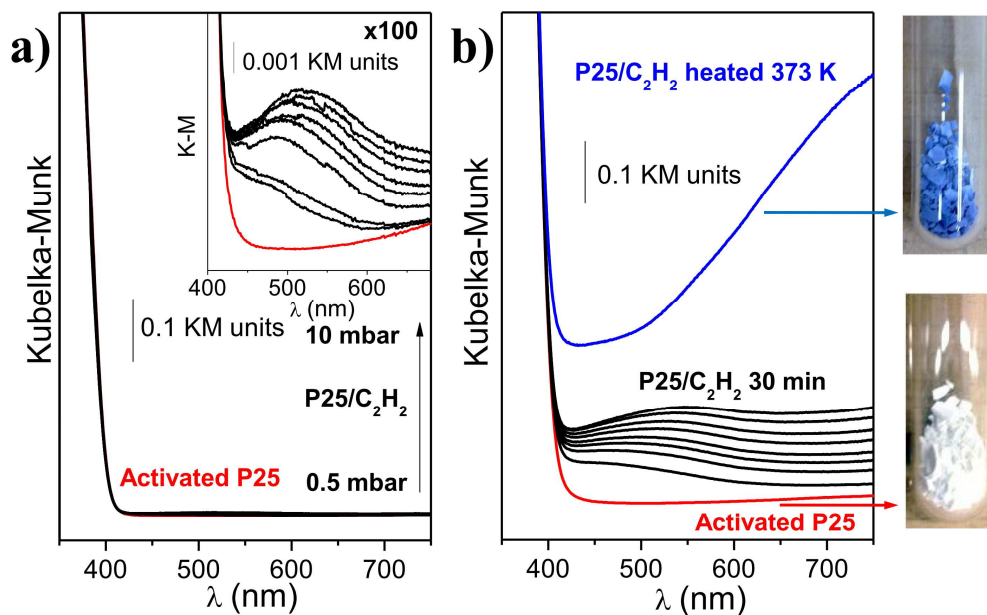 a)
x100
0.001 KM units
K-M
400 500 600
λ (nm)
Kubelka-Munk
0.1 KM units
10 mbar
P25/C₂H₂
0.5 mbar
Activated P25
400 500 600 700
λ (nm)
b)
P25/C₂H₂ heated 373 K
0.1 KM units
Kubelka-Munk
P25/C₂H₂ 30 min
Activated P25
400 500 600 700
λ (nm)